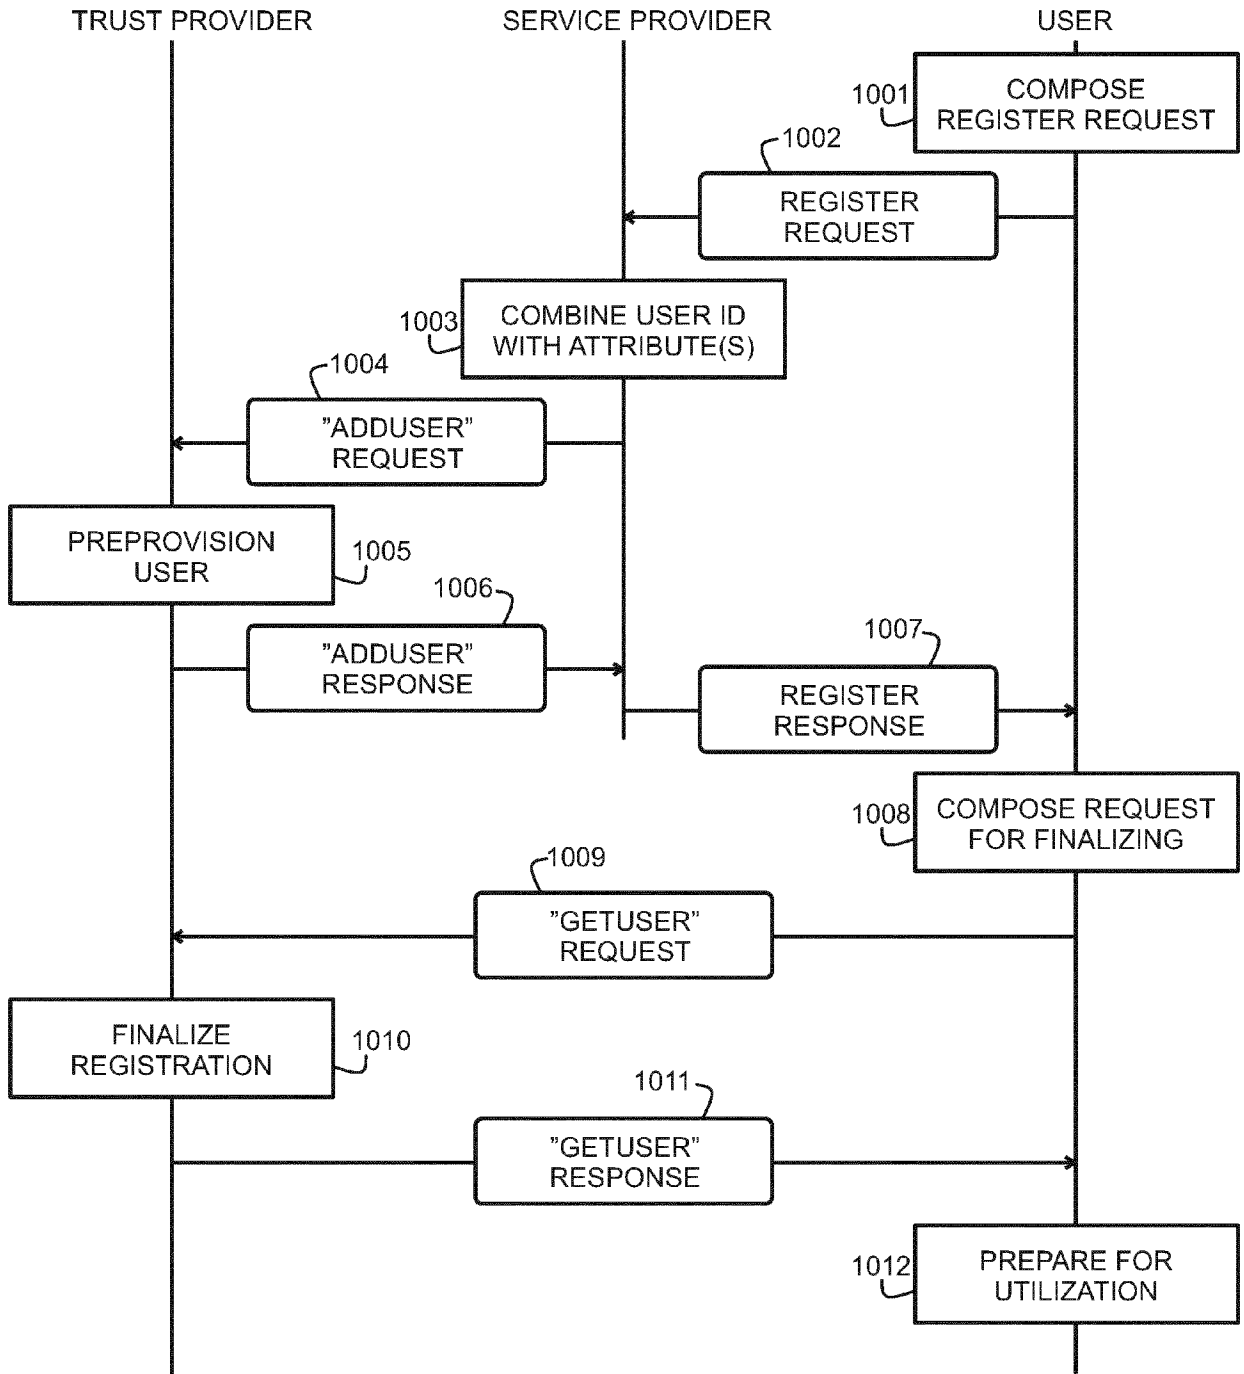 TRUST PROVIDER
SERVICE PROVIDER
USER
1001
COMPOSE
REGISTER REQUEST
1002
REGISTER
REQUEST
1003
COMBINE USER ID
WITH ATTRIBUTE(S)
1004
”ADDUSER”
REQUEST
PREPROVISION
USER
1005
1006
”ADDUSER”
RESPONSE
1007
REGISTER
RESPONSE
1008
COMPOSE REQUEST
FOR FINALIZING
1009
”GETUSER”
REQUEST
FINALIZE
REGISTRATION
1010
1011
”GETUSER”
RESPONSE
1012
PREPARE FOR
UTILIZATION